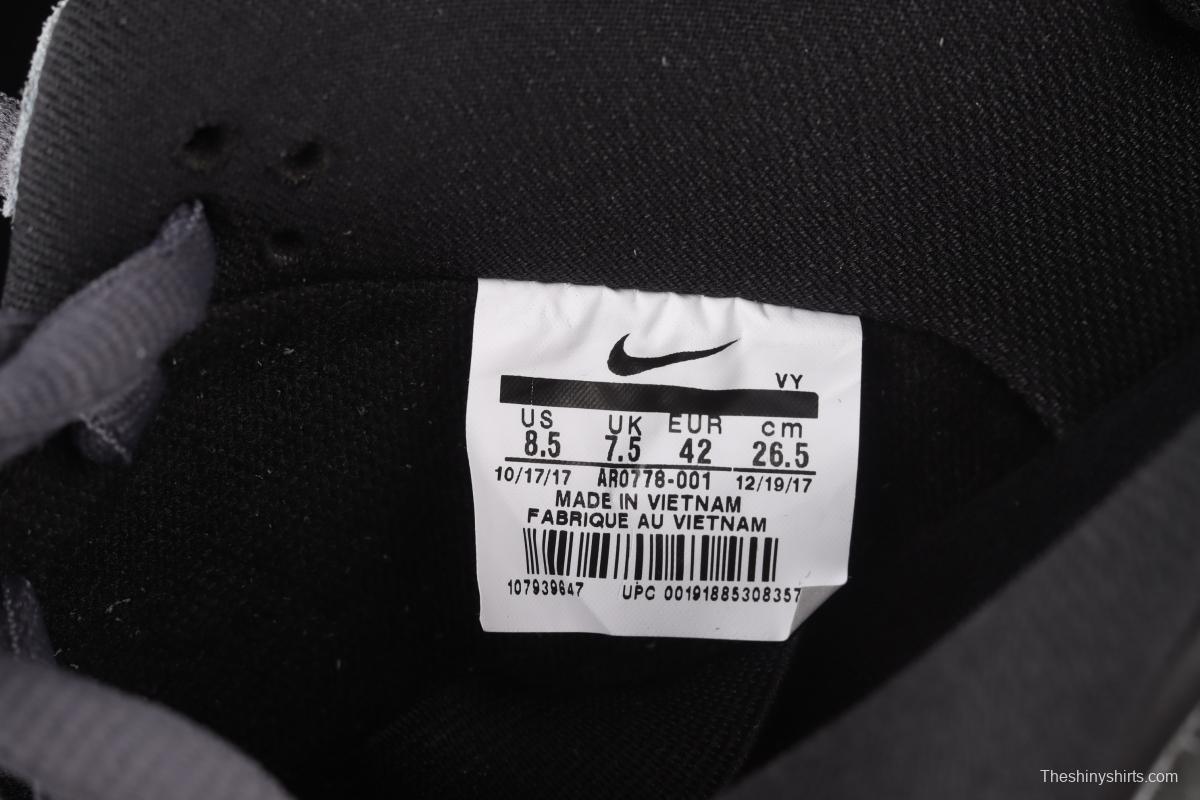 VY
US UK EUR cm
8.5 7.5 42 26.5
10/17/17 AR0778-001 12/19/17
MADE IN VIETNAM
FABRIQUE AU VIETNAM
107939647 UPC 00191885308357
Theshinyshirts.com